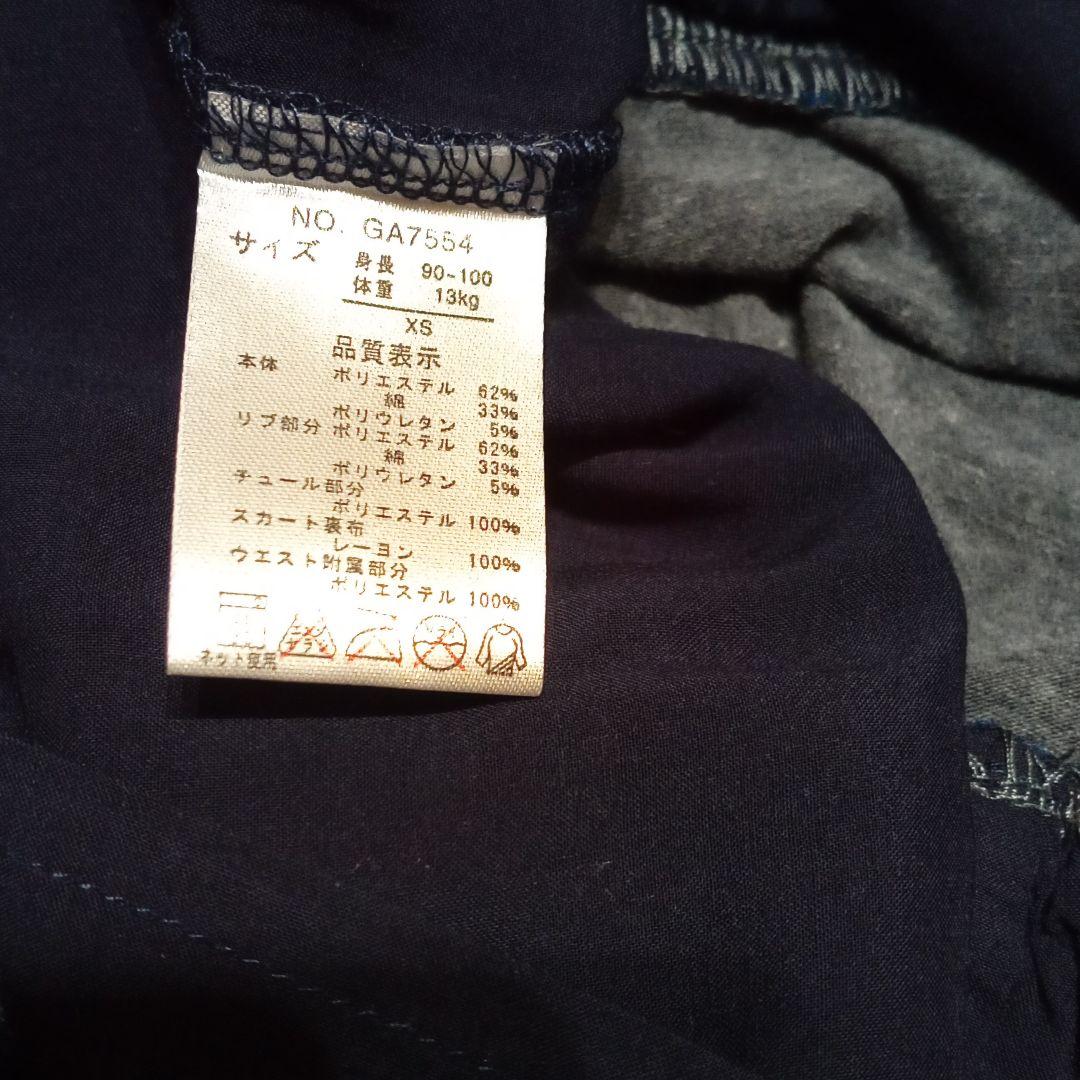 NO. GA7554
サイズ 身長 90-100
体重 13kg
XS
品質表示
本体 ポリエステル 62%
綿 33%
ポリウレタン 5%
リブ部分 ポリエステル 62%
綿 33%
ポリウレタン 5%
チュール部分
ポリエステル 100%
スカート裏布
レーヨン 100%
ウエスト附属部分
ポリエステル 100%
ネット使用